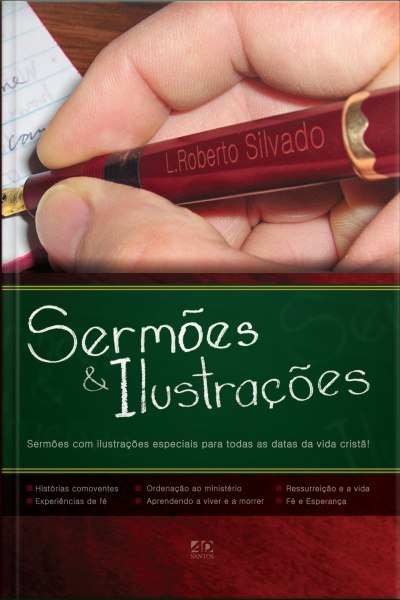 L.Roberto Silvado
Sermões
& Ilustrações
Sermões com ilustrações especiais para todas as datas da vida cristã!
Histórias comoventes
Ordenação ao ministério
Ressurreição e a vida
Experiências de fé
Aprendendo a viver e a morrer
Fé e Esperança
SANTOS